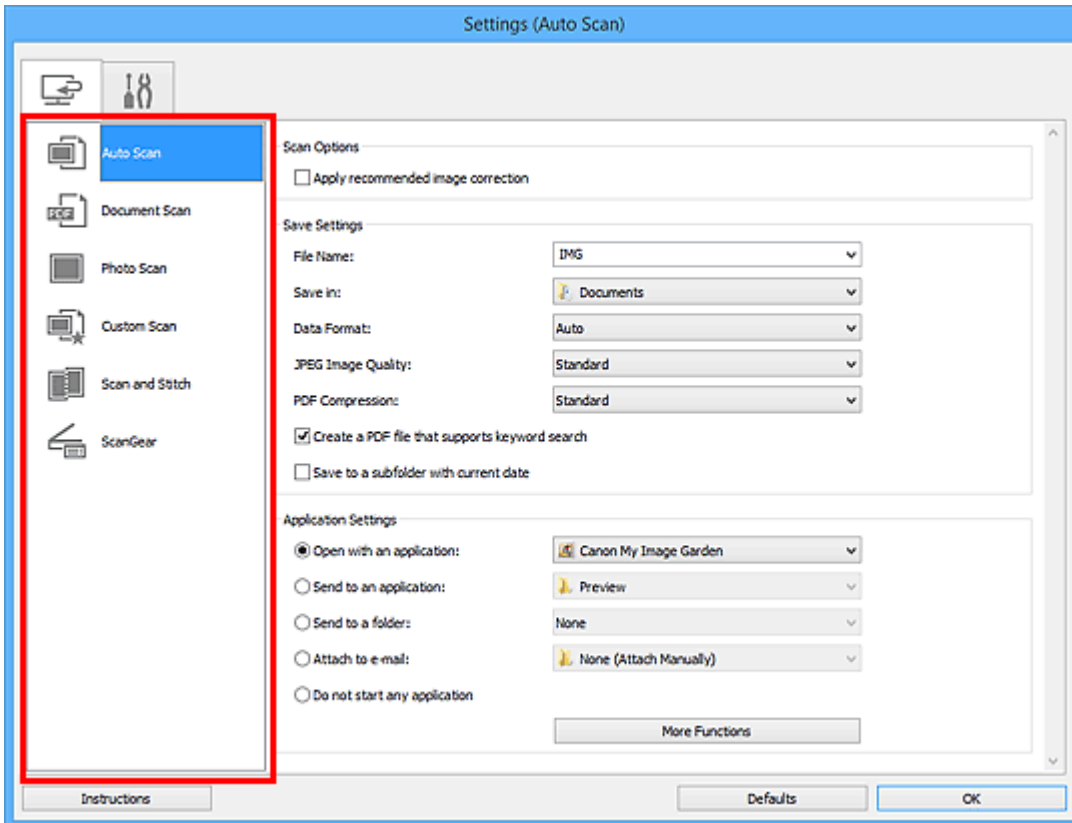 Settings (Auto Scan)
Auto Scan
PDF Document Scan
Photo Scan
Custom Scan
Scan and Stitch
ScanGear
Scan Options
Apply recommended image correction
Save Settings
File Name: IMG
Save in: Documents
Data Format: Auto
JPEG Image Quality: Standard
PDF Compression: Standard
Create a PDF file that supports keyword search
Save to a subfolder with current date
Application Settings
Open with an application: Canon My Image Garden
Send to an application: Preview
Send to a folder: None
Attach to e-mail: None (Attach Manually)
Do not start any application
More Functions
Instructions Defaults OK